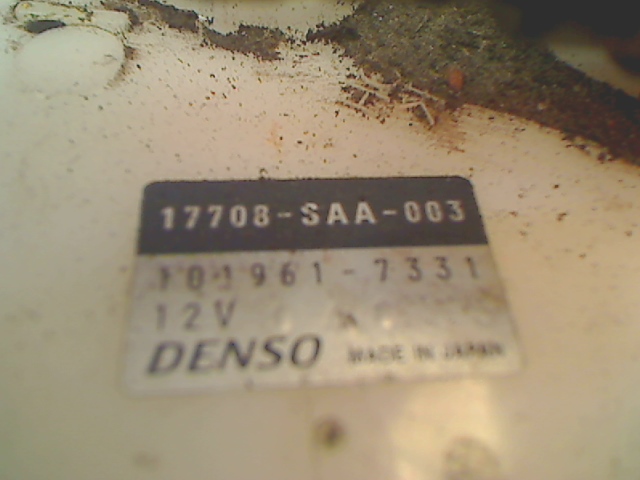 17708-SAA-003
101961-7331
12V
DENSO MADE IN JAPAN